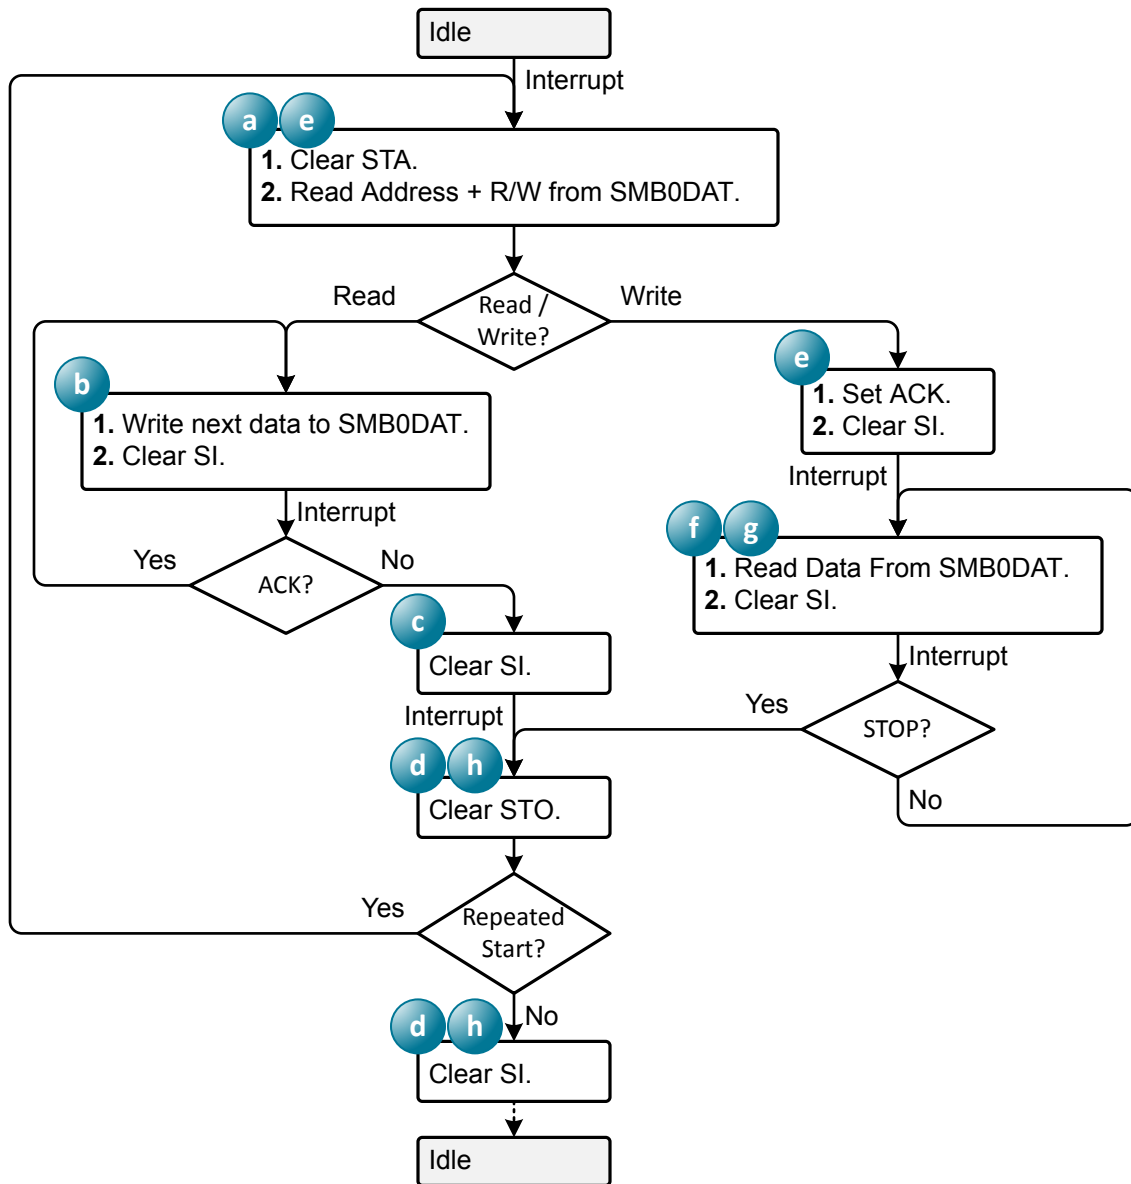 Idle
Interrupt
a e
1. Clear STA.
2. Read Address + R/W from SMB0DAT.
Read
Read /
Write?
Write
b
1. Write next data to SMB0DAT.
2. Clear SI.
e
1. Set ACK.
2. Clear SI.
Interrupt
Interrupt
Yes
ACK?
No
f g
1. Read Data From SMB0DAT.
2. Clear SI.
c
Clear SI.
Interrupt
Interrupt
Yes
STOP?
No
d h
Clear STO.
Yes
Repeated
Start?
No
d h
Clear SI.
Idle